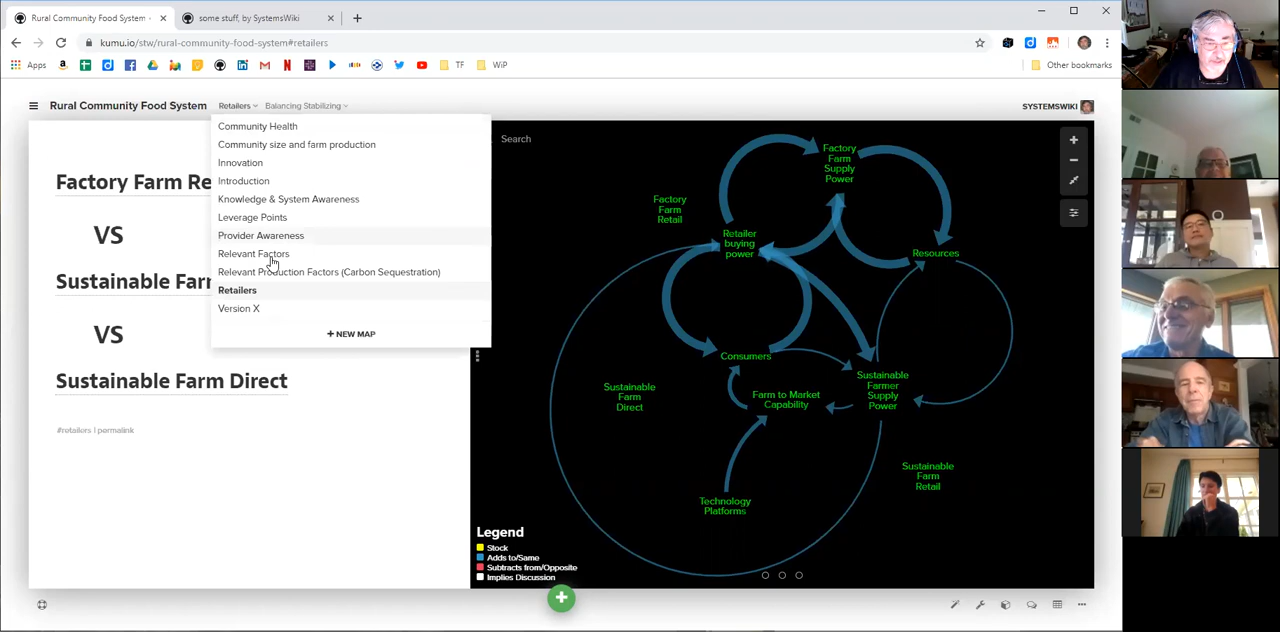 Rural Community Food System -
some stuff, by SystemsWiki
kumu.io/stw/rural-community-food-system#retailers
Apps
TF
WiP
Other bookmarks
Rural Community Food System
Retailers
Balancing Stabilizing
SYSTEMSWIKI
Community Health
Community size and farm production
Innovation
Introduction
Knowledge & System Awareness
Leverage Points
Provider Awareness
Relevant Factors
Relevant Production Factors (Carbon Sequestration)
Retailers
Version X
+ NEW MAP
Factory Farm Re
VS
Sustainable Far
VS
Sustainable Farm Direct
#retailers | permalink
Search
Factory
Farm
Supply
Power
Factory
Farm
Retail
Retailer
buying
power
Resources
Consumers
Sustainable
Farm
Direct
Farm to Market
Capability
Sustainable
Farmer
Supply
Power
Sustainable
Farm
Retail
Technology
Platforms
Legend
Stock
Adds to/Same
Subtracts from/Opposite
Implies Discussion